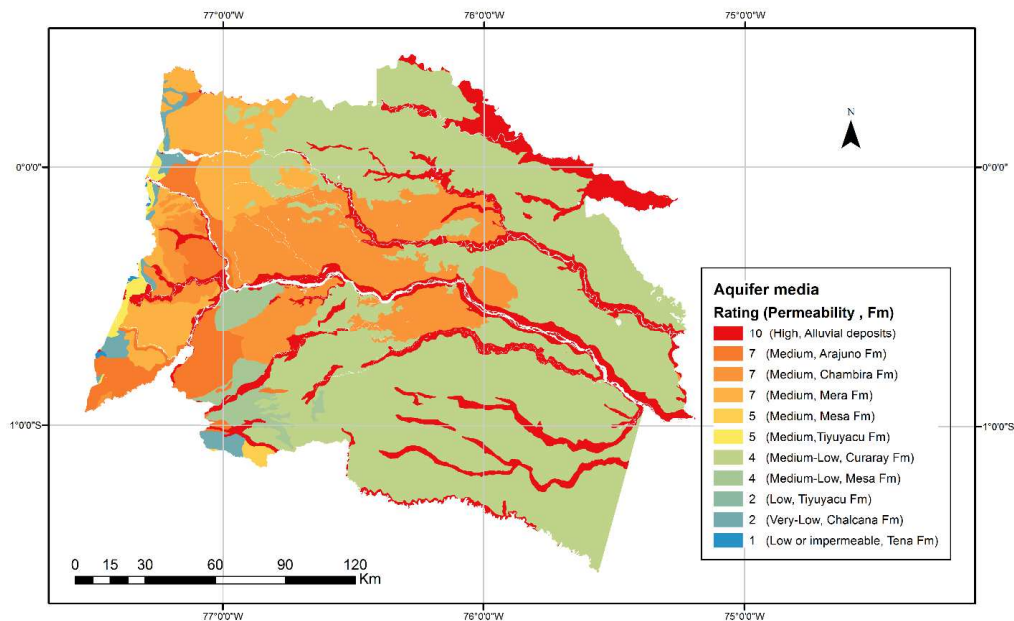 77°0'0"W 76°0'0"W 75°0'0"W
N
0°0'0" 0°0'0"
Aquifer media
Rating (Permeability , Fm)
10 (High, Alluvial deposits)
7 (Medium, Arajuno Fm)
7 (Medium, Chambira Fm)
7 (Medium, Mera Fm)
5 (Medium, Mesa Fm)
5 (Medium,Tiyuyacu Fm)
4 (Medium-Low, Curaray Fm)
4 (Medium-Low, Mesa Fm)
2 (Low, Tiyuyacu Fm)
2 (Very-Low, Chalcana Fm)
1 (Low or impermeable, Tena Fm)
1°0'0"S 1°0'0"S
0 15 30 60 90 120
Km
77°0'0"W 76°0'0"W 75°0'0"W